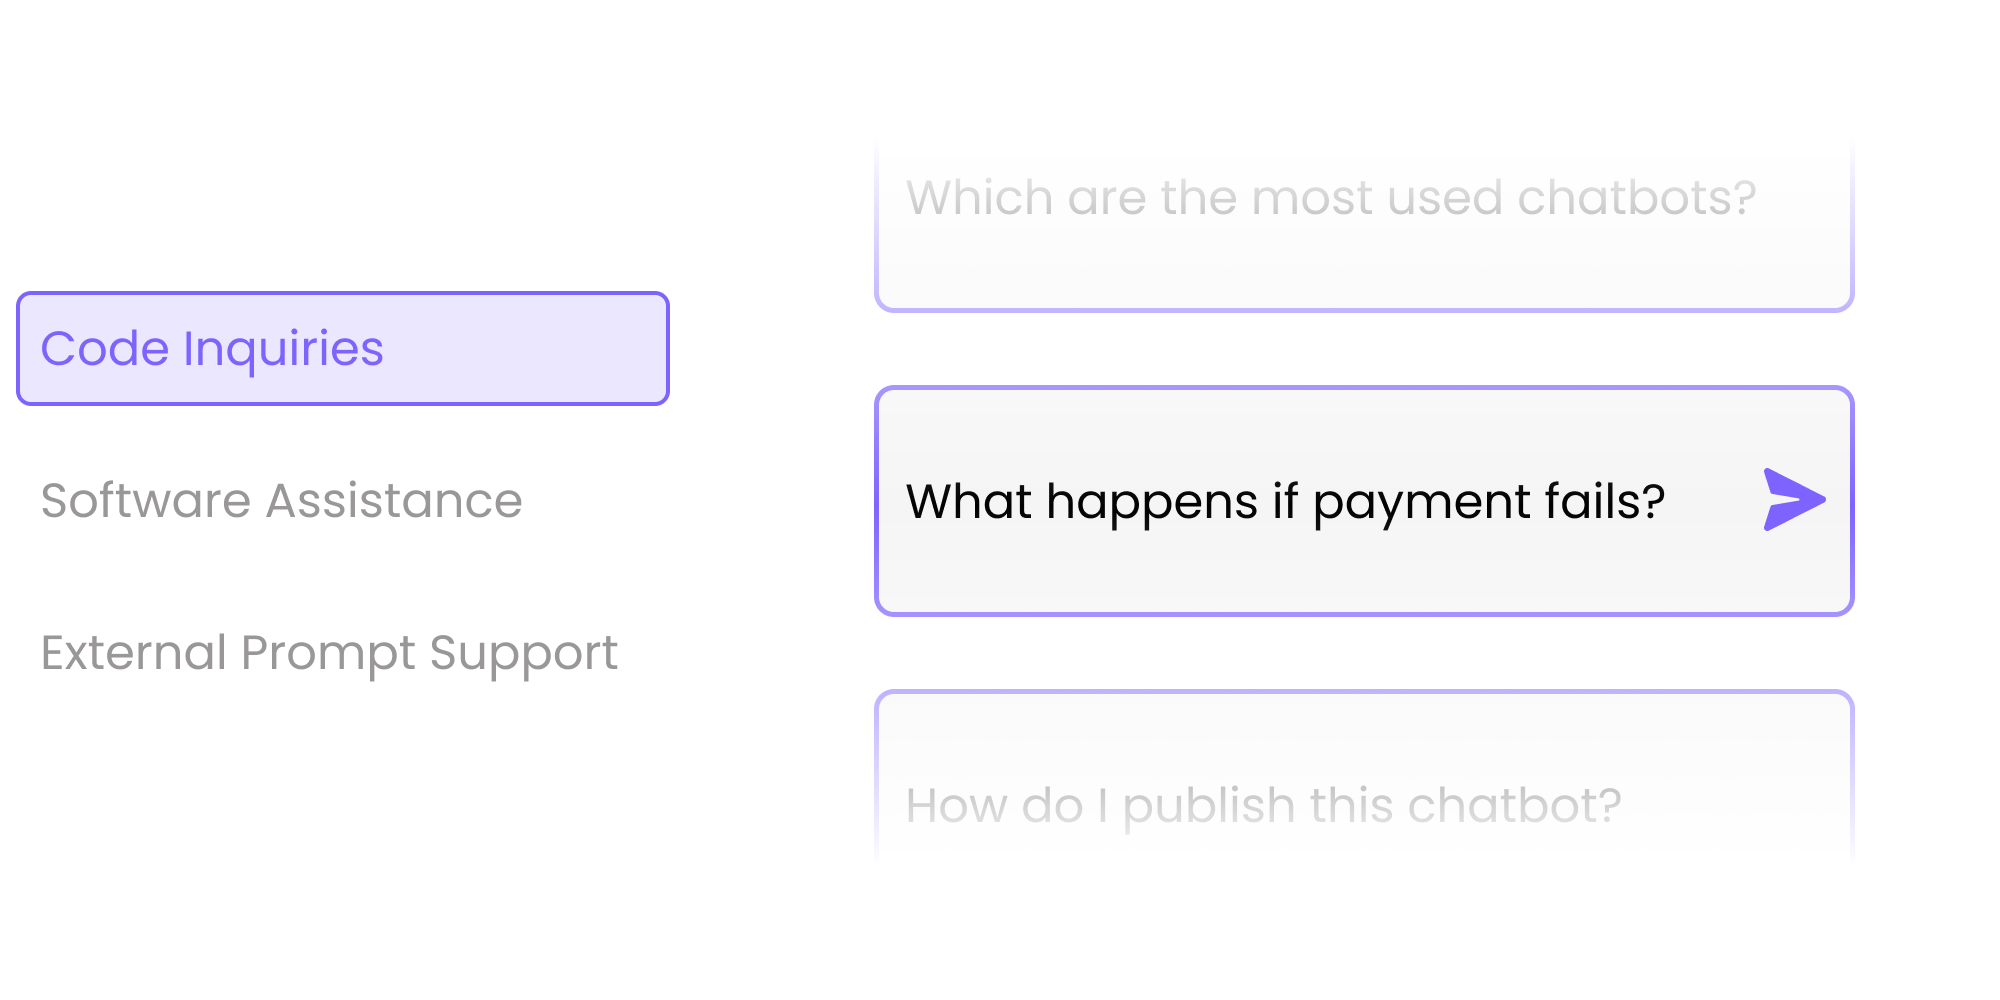 Code Inquiries
Software Assistance
External Prompt Support
Which are the most used chatbots?
What happens if payment fails?
How do I publish this chatbot?